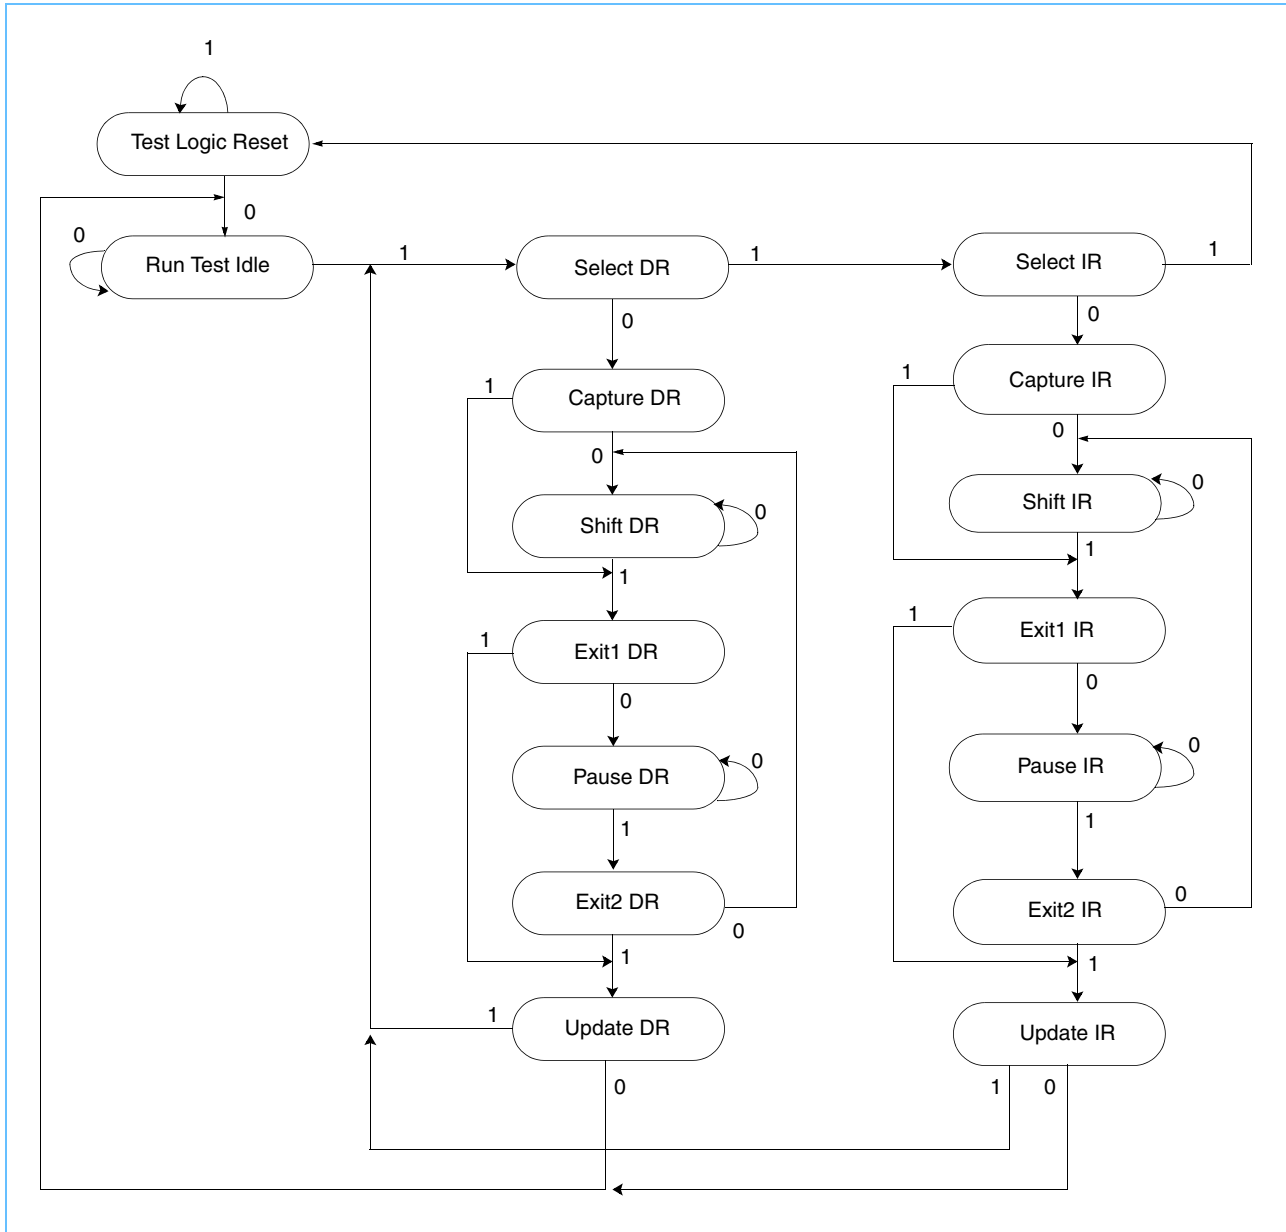 1
Test Logic Reset
0
0
Run Test Idle
1
Select DR
1
Select IR
1
0
0
1
Capture DR
1
Capture IR
0
0
Shift DR
0
Shift IR
0
1
1
1
Exit1 DR
1
Exit1 IR
0
0
Pause DR
0
Pause IR
0
1
1
Exit2 DR
0
Exit2 IR
0
1
1
1
Update DR
Update IR
0
1
0